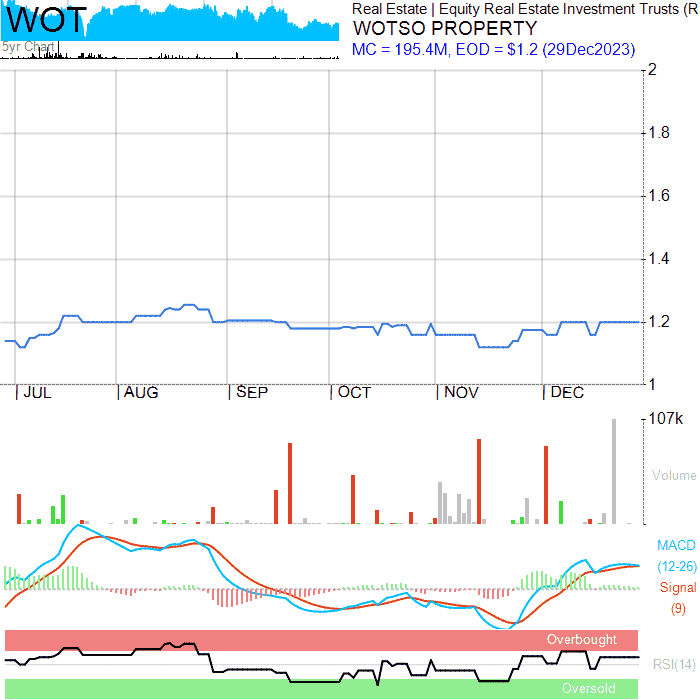 WOT
5yr Chart
Real Estate | Equity Real Estate Investment Trusts (R
WOTSO PROPERTY
MC = 195.4M, EOD = $1.2 (29Dec2023)
2
1.8
1.6
1.4
1.2
1
JUL AUG SEP OCT NOV DEC
107k
Volume
MACD
(12-26)
Signal
(9)
Overbought
RSI(14)
Oversold